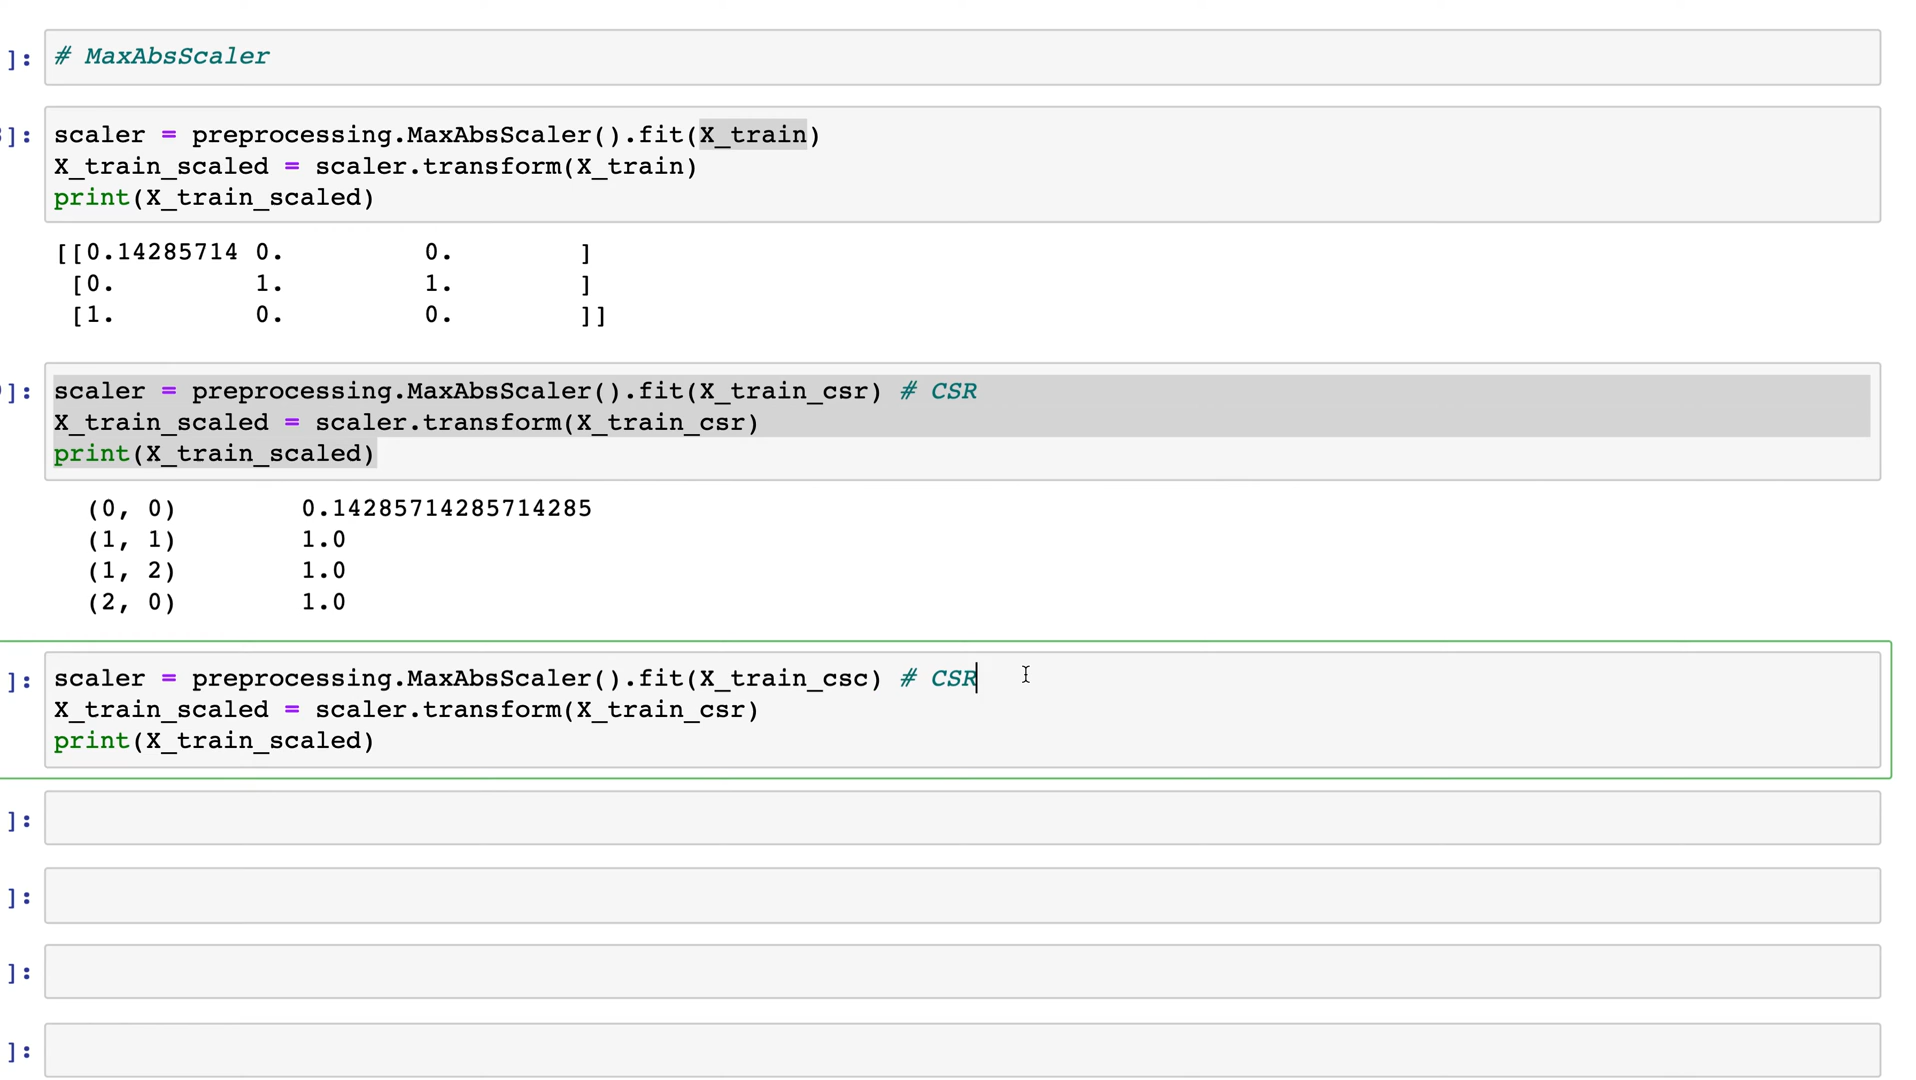 ]: # MaxAbsScaler
]: scaler = preprocessing.MaxAbsScaler().fit(X_train)
X_train_scaled = scaler.transform(X_train)
print(X_train_scaled)
[[0.14285714 0. 0. ]
[0. 1. 1. ]
[1. 0. 0. ]]
]: scaler = preprocessing.MaxAbsScaler().fit(X_train_csr) # CSR
X_train_scaled = scaler.transform(X_train_csr)
print(X_train_scaled)
(0, 0) 0.14285714285714285
(1, 1) 1.0
(1, 2) 1.0
(2, 0) 1.0
]: scaler = preprocessing.MaxAbsScaler().fit(X_train_csc) # CSR
X_train_scaled = scaler.transform(X_train_csr)
print(X_train_scaled)
]:
]:
]:
]: